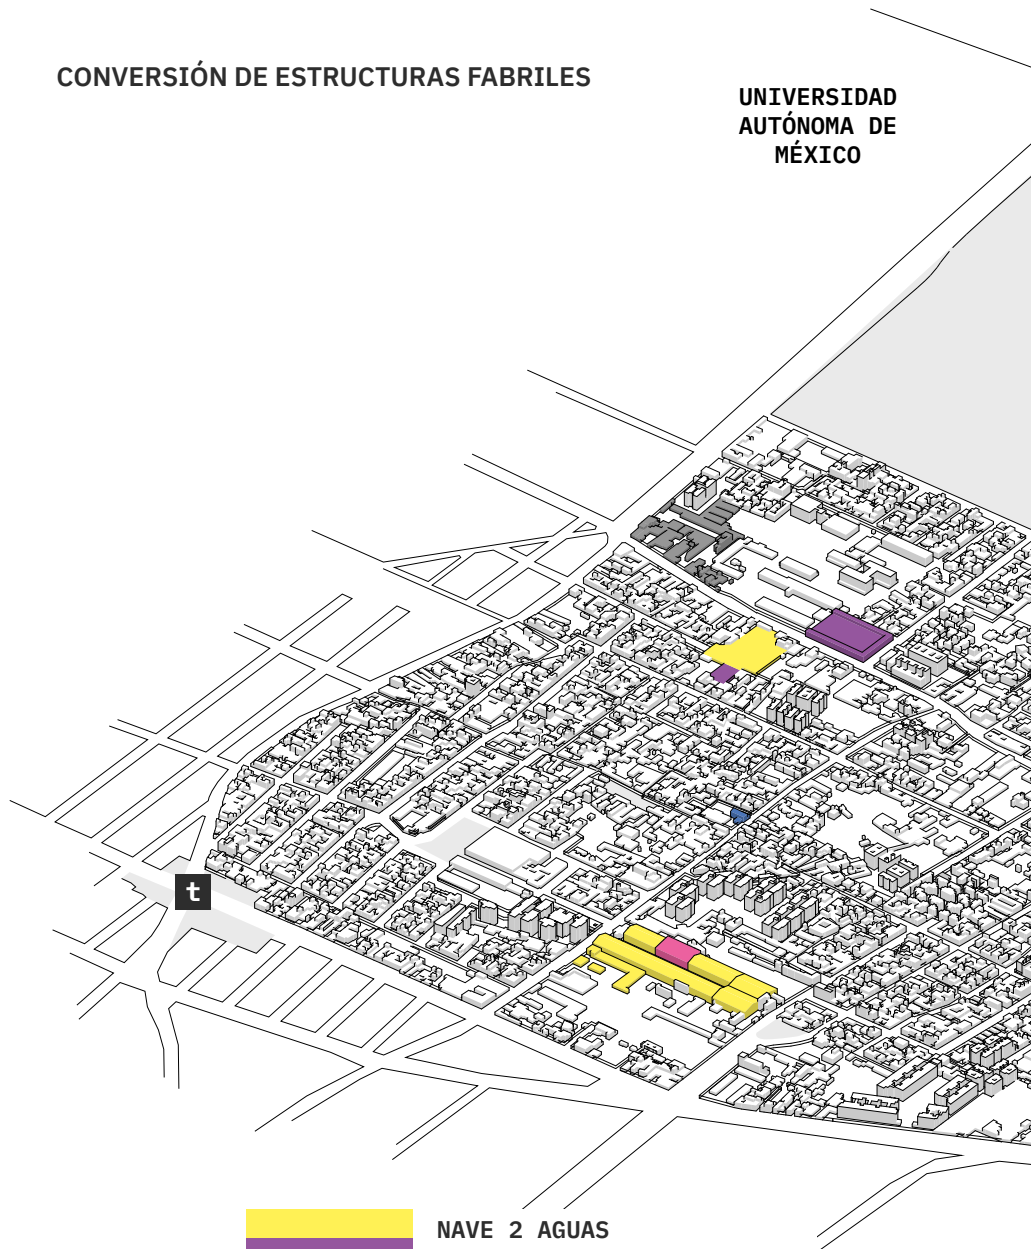 CONVERSIÓN DE ESTRUCTURAS FABRILES
UNIVERSIDAD
AUTÓNOMA DE
MÉXICO
t
NAVE 2 AGUAS